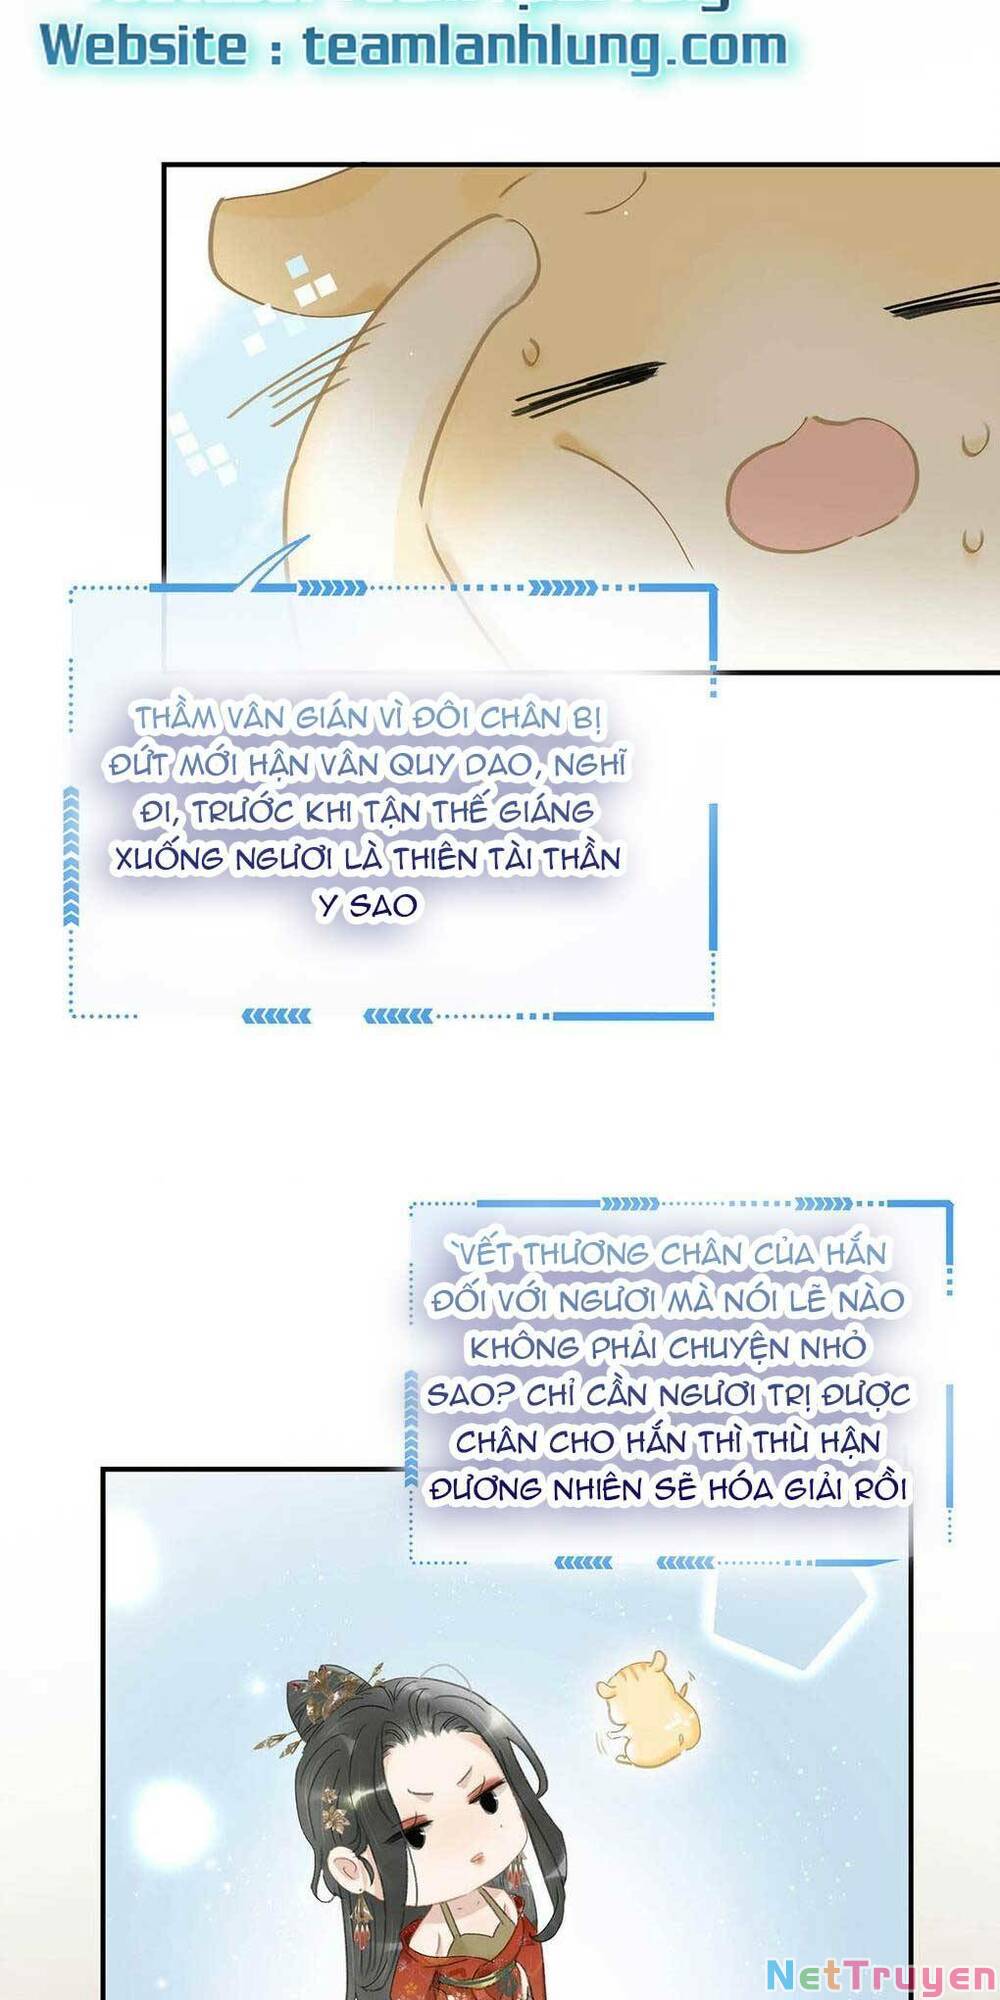 Website : teamlanhlung.com
THẦM VÂN GIÁN VÌ ĐÔI CHÂN BỊ
ĐỨT MỚI HẬN VÂN QUY DAO, NGHĨ
ĐI, TRƯỚC KHI TẬN THẾ GIÁNG
XUỐNG NGƯƠI LÀ THIÊN TÀI THẦN
Y SAO
VẾT THƯƠNG CHÂN CỦA HẮN
ĐỐI VỚI NGƯƠI MÀ NÓI LẼ NÀO
KHÔNG PHẢI CHUYỆN NHỎ
SAO? CHỈ CẦN NGƯƠI TRỊ ĐƯỢC
CHÂN CHO HẮN THÌ THÙ HẬN
ĐƯƠNG NHIÊN SẼ HÓA GIẢI RỒI
NetTruyen